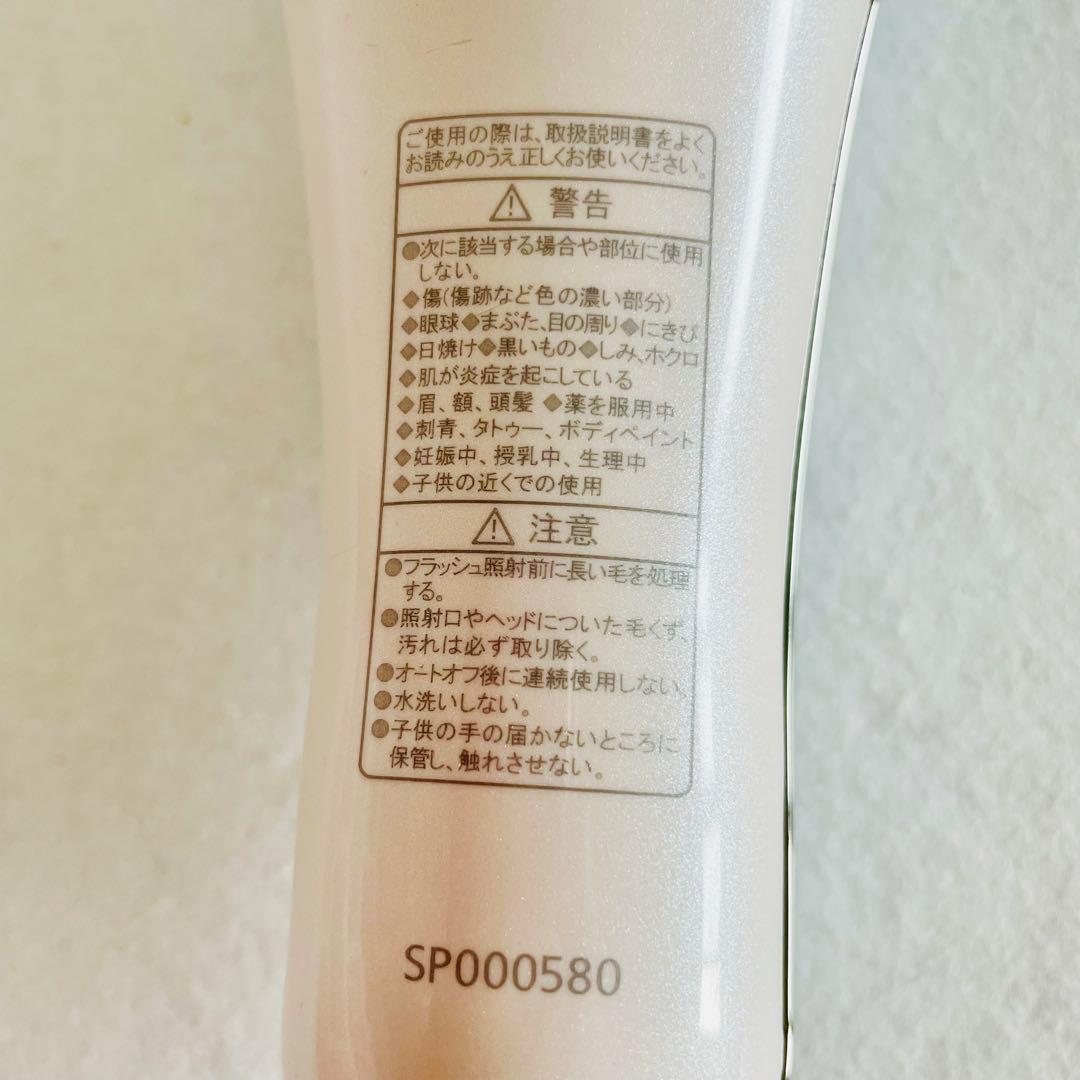 ご使用の際は、取扱説明書をよく
お読みのうえ正しくお使いください。
警告
●次に該当する場合や部位に使用
しない。
◆傷(傷跡など色の濃い部分)
◆眼球◆まぶた、目の周り◆にきび
◆日焼け◆黒いもの◆しみ、ホクロ
◆肌が炎症を起こしている
◆眉、額、頭髪 ◆薬を服用中
◆刺青、タトゥー、ボディペイント
◆妊娠中、授乳中、生理中
◆子供の近くでの使用
注意
●フラッシュ照射前に長い毛を処理
する。
●照射口やヘッドについた毛くず、
汚れは必ず取り除く。
●オートオフ後に連続使用しない。
●水洗いしない。
●子供の手の届かないところに
保管し、触れさせない。
SP000580